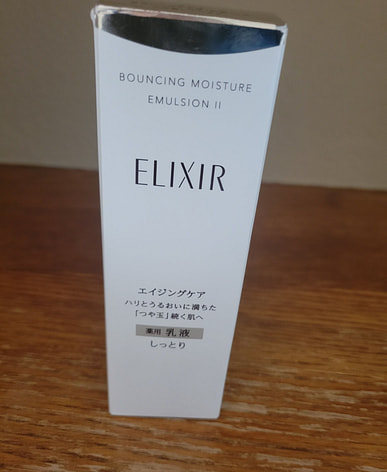 BOUNCING MOISTURE
EMULSION II
ELIXIR
エイジングケア
ハリとうるおいに満ちた
「つや玉」続く肌へ
薬用 乳液
しっとり